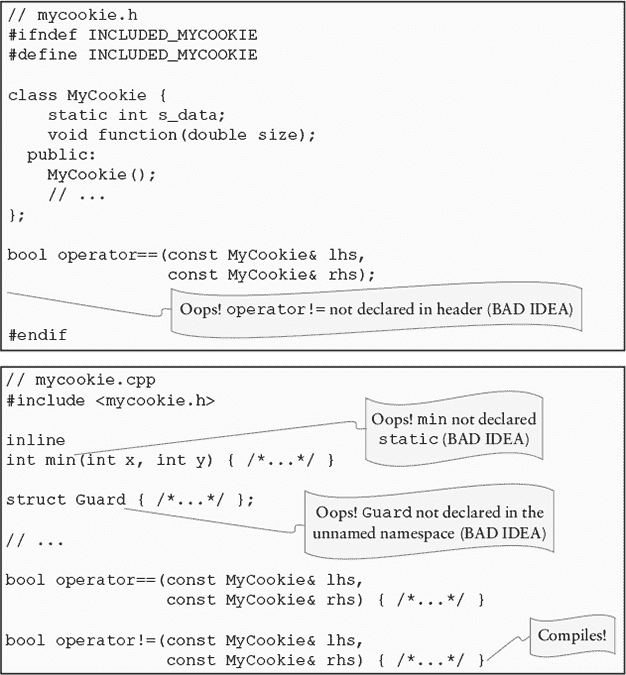 // mycookie.h
#ifndef INCLUDED_MYCOOKIE
#define INCLUDED_MYCOOKIE
class MyCookie {
static int s_data;
void function(double size);
public:
MyCookie();
// ...
};
bool operator==(const MyCookie& lhs,
const MyCookie& rhs);
Oops! operator!= not declared in header (BAD IDEA)
#endif
// mycookie.cpp
#include <mycookie.h>
Oops! min not declared
static (BAD IDEA)
inline
int min(int x, int y) { /*...*/ }
struct Guard { /*...*/ };
Oops! Guard not declared in the
unnamed namespace (BAD IDEA)
// ...
bool operator==(const MyCookie& lhs,
const MyCookie& rhs) { /*...*/ }
bool operator!=(const MyCookie& lhs,
const MyCookie& rhs) { /*...*/ }
Compiles!